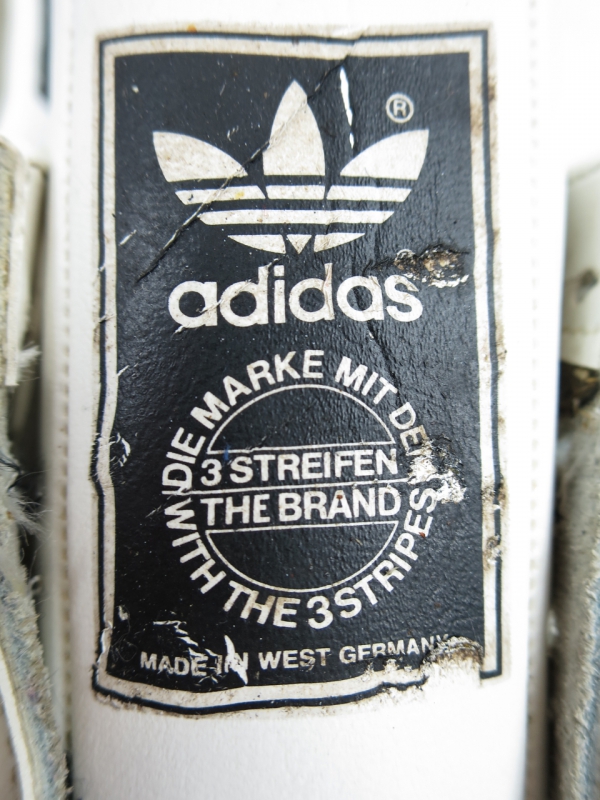 ®
adidas
DIE MARKE MIT DEN
3 STREIFEN
THE BRAND
WITH THE 3 STRIPES
MADE IN WEST GERMANY